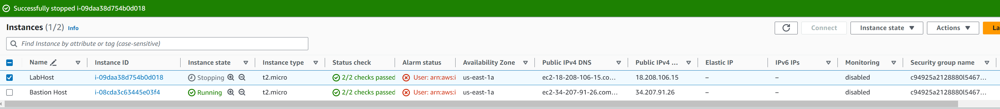 Successfully stopped i-09daa38d754b0d018
Instances (1/2) Info
Connect Instance state Actions La
Find Instance by attribute or tag (case-sensitive)
Name Instance ID Instance state Instance type Status check Alarm status Availability Zone Public IPv4 DNS Public IPv4 ... Elastic IP IPv6 IPs Monitoring Security group name
LabHost i-09daa38d754b0d018 Stopping t2.micro 2/2 checks passed User: arn:aws:i us-east-1a ec2-18-208-106-15.co... 18.208.106.15 – – disabled c94925a2128880l5467...
Bastion Host i-08cda3c63445e03f4 Running t2.micro 2/2 checks passed User: arn:aws:i us-east-1a ec2-34-207-91-26.com... 34.207.91.26 – – disabled c94925a2128880l5467...